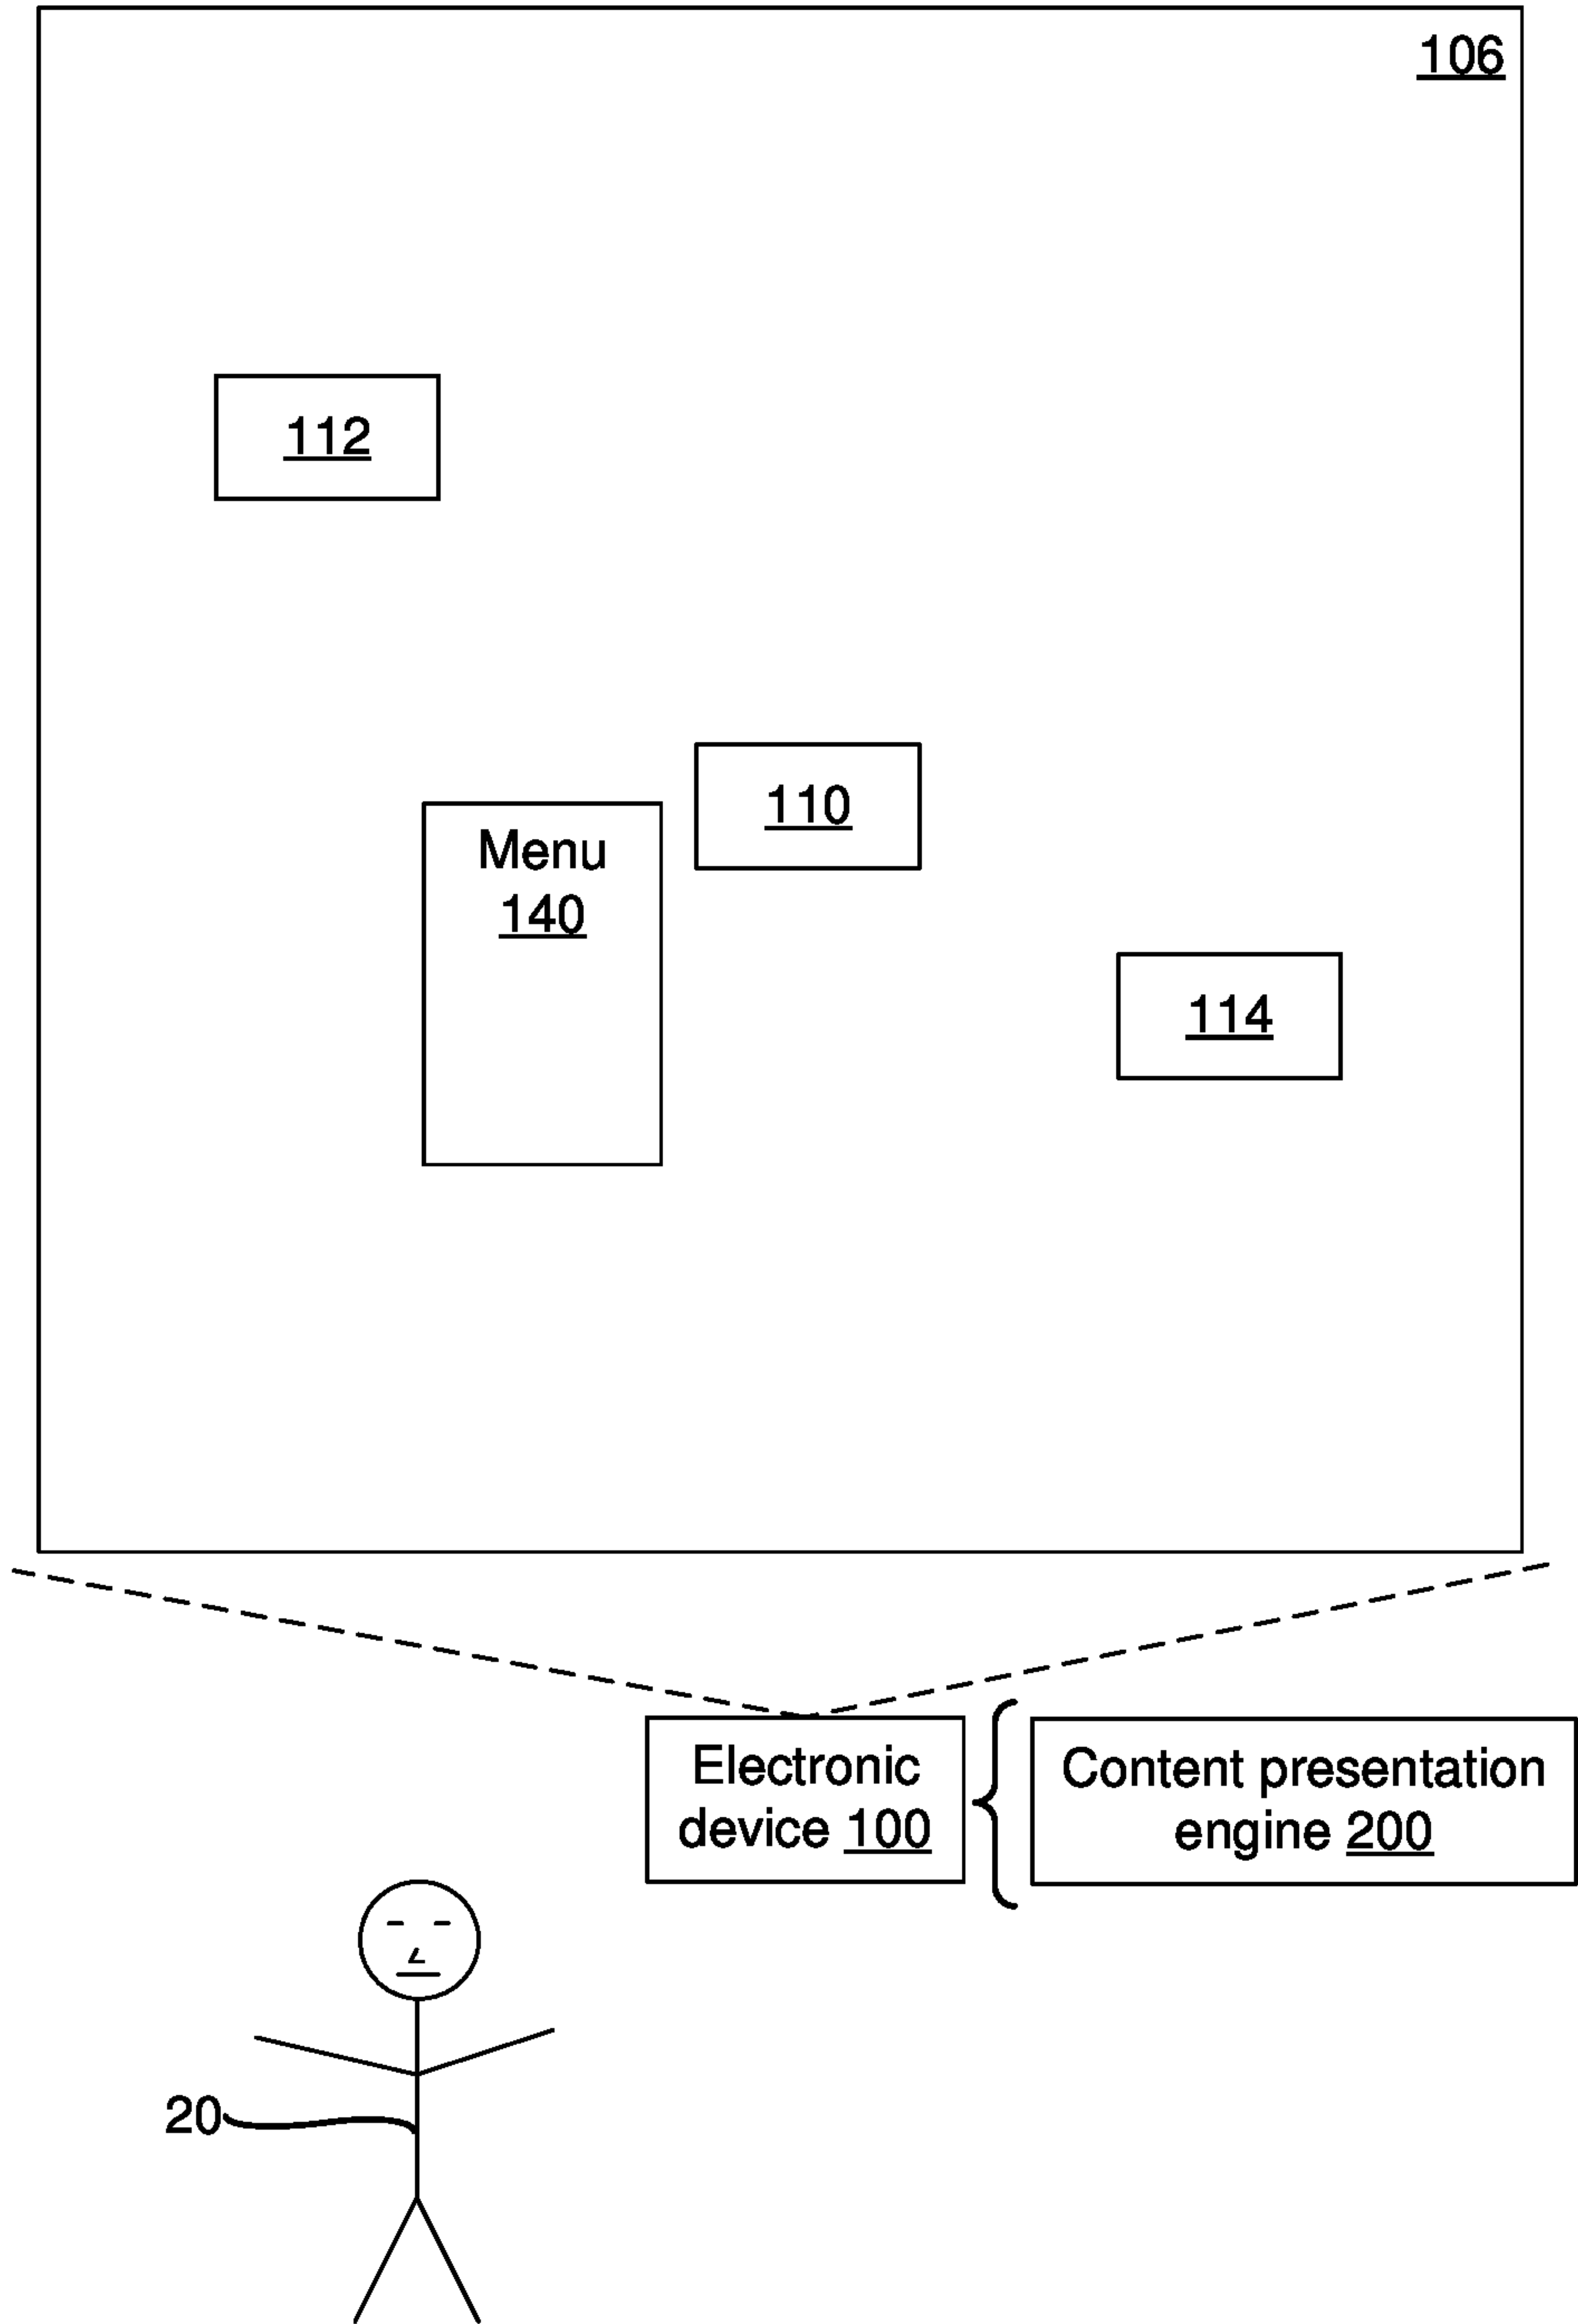 106
112
110
Menu
140
114
Electronic
device 100
Content presentation
engine 200
20